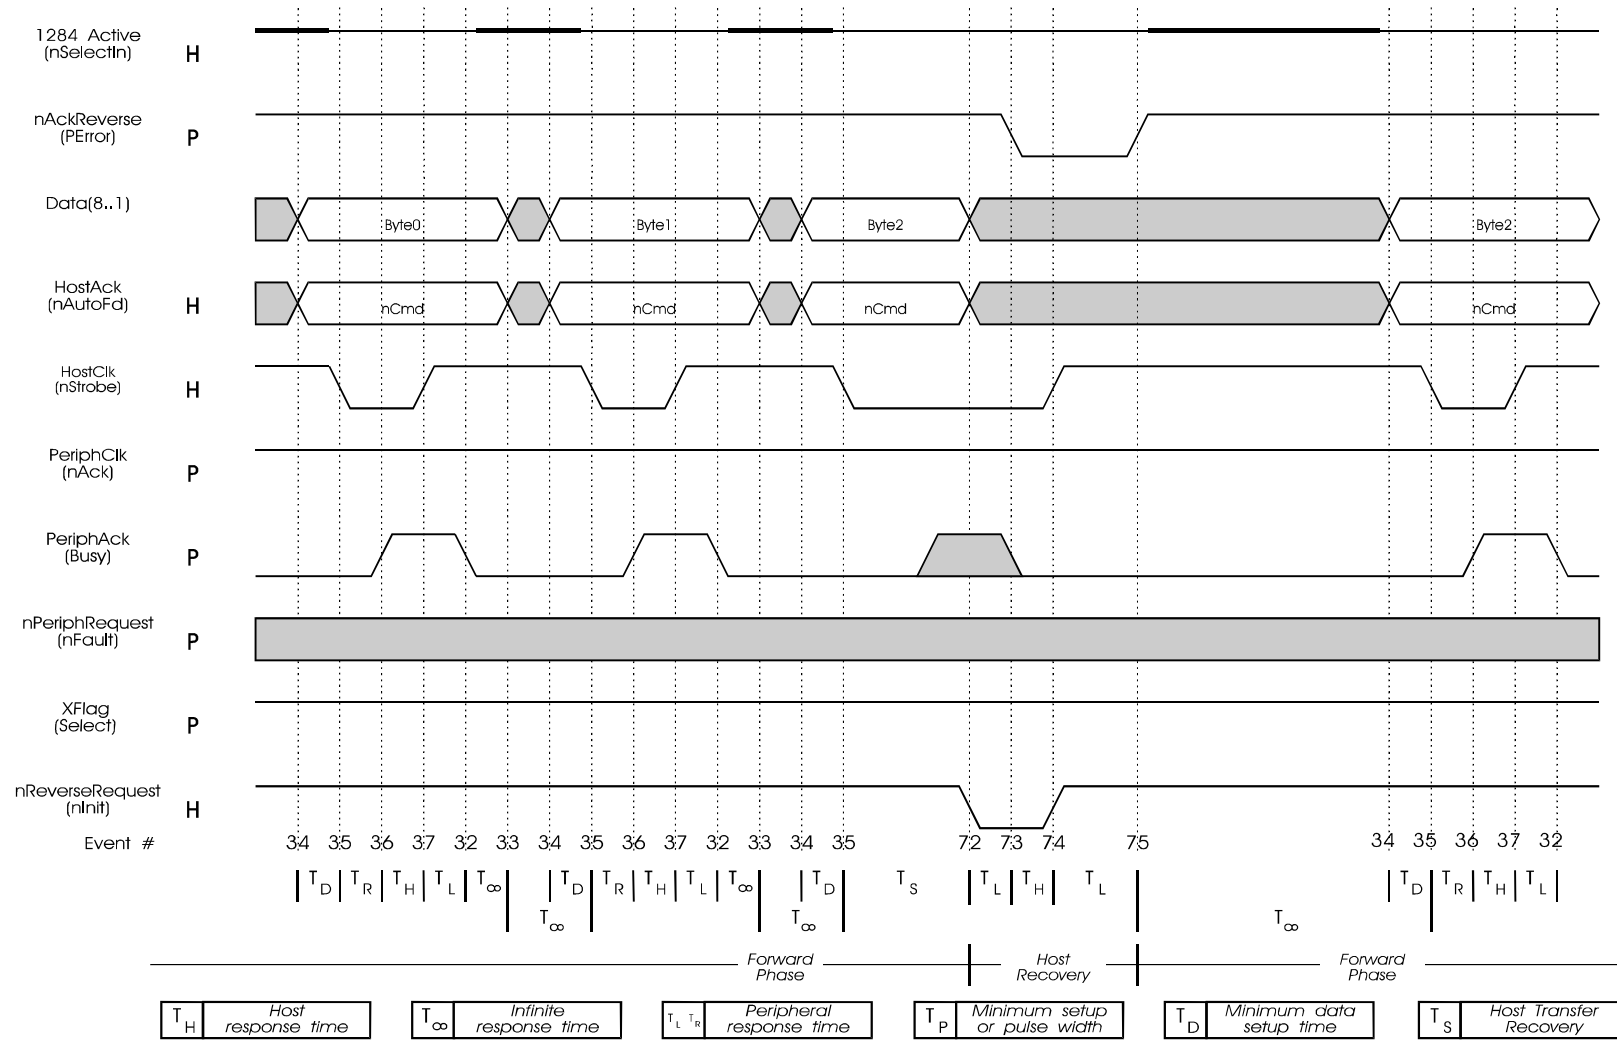 1284 Active
(nSelectIn)
H
nAckReverse
(PError)
P
Data(8..1)
Byte0
Byte1
Byte2
Byte2
HostAck
(nAutoFd)
H
nCmd
nCmd
nCmd
nCmd
HostClk
(nStrobe)
H
PeriphClk
(nAck)
P
PeriphAck
(Busy)
P
nPeriphRequest
(nFault)
P
XFlag
(Select)
P
nReverseRequest
(nInit)
H
Event # 34 35 36 37 32 33 34 35 36 37 32 33 34 35 72 73 74 75 34 35 36 37 32
TD TR TH TL T∞ TD TR TH TL T∞ TD TS TL TH TL TD TR TH TL
T∞ T∞ T∞
Forward
Phase
Host
Recovery
Forward
Phase
TH Host
response time
T∞ Infinite
response time
TL TR Peripheral
response time
TP Minimum setup
or pulse width
TD Minimum data
setup time
TS Host Transfer
Recovery